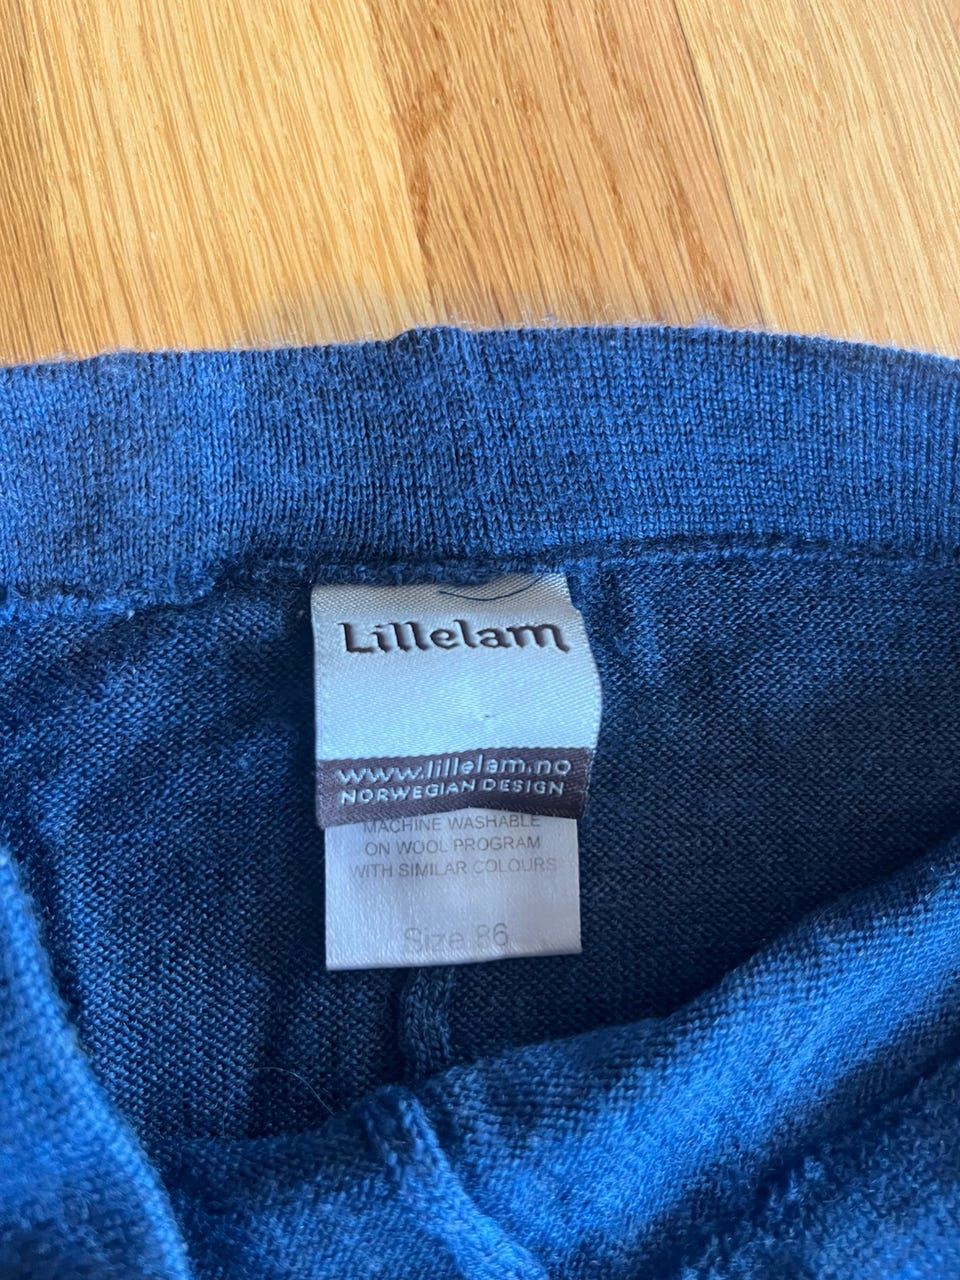 Lillelam
www.lillelam.no
NORWEGIAN DESIGN
MACHINE WASHABLE
ON WOOL PROGRAM
WITH SIMILAR COLOURS
Size 86